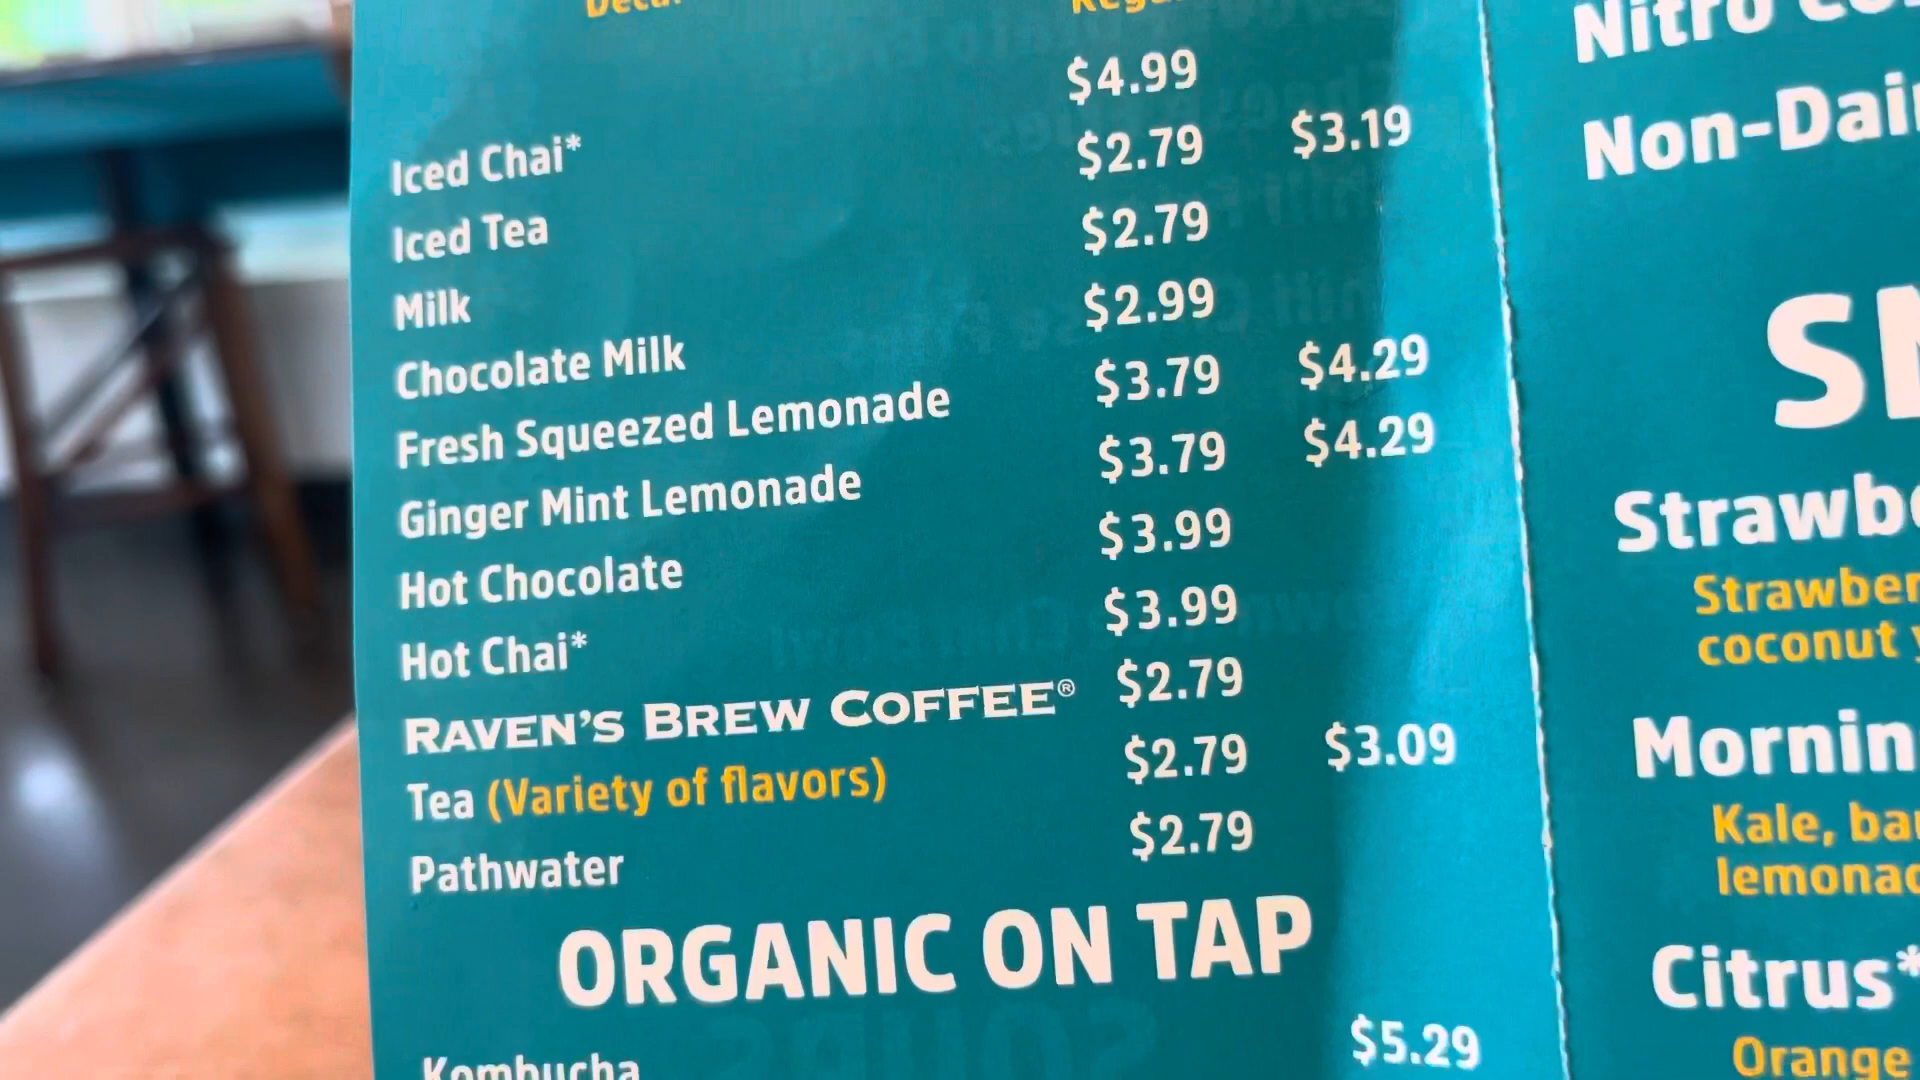 Iced Chai* $4.99
Iced Tea $2.79 $3.19
Milk $2.79
Chocolate Milk $2.99
Fresh Squeezed Lemonade $3.79 $4.29
Ginger Mint Lemonade $3.79 $4.29
Hot Chocolate $3.99
Hot Chai* $3.99
RAVEN'S BREW COFFEE® $2.79
Tea (Variety of flavors) $2.79 $3.09
Pathwater $2.79
ORGANIC ON TAP
Kombucha $5.29
Nitro
Non-Dai
SM
Strawb
Strawber
coconut
Mornin
Kale, ba
lemonad
Citrus*
Orange